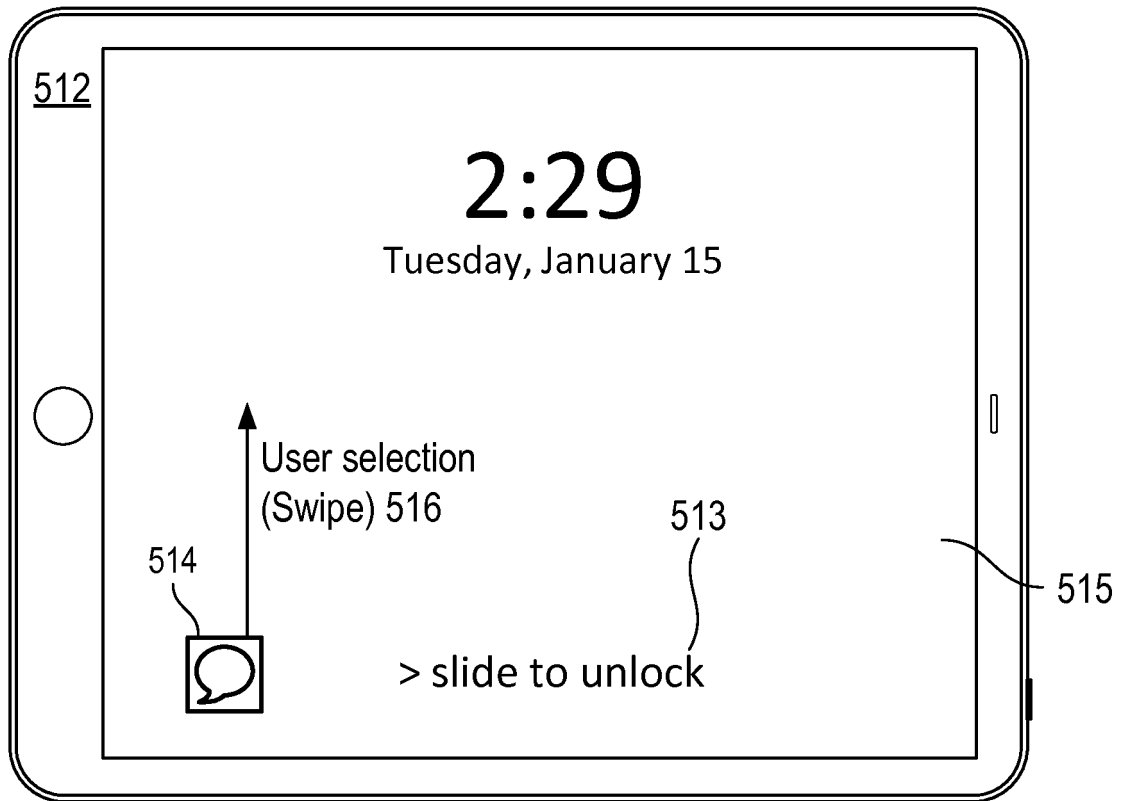 512
2:29
Tuesday, January 15
User selection
(Swipe) 516
513
514
515
> slide to unlock